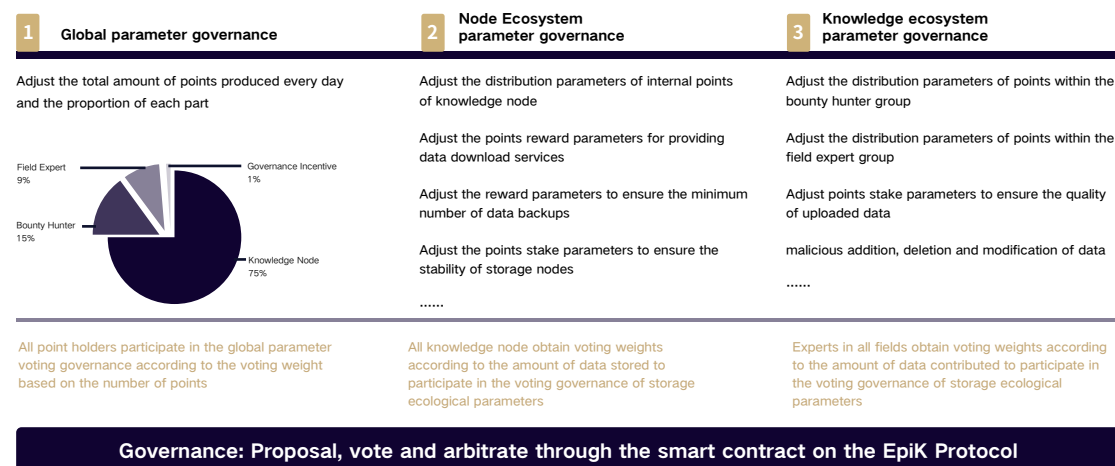 1
Global parameter governance
Adjust the total amount of points produced every day
and the proportion of each part
Field Expert
9%
Governance Incentive
1%
Bounty Hunter
15%
Knowledge Node
75%
All point holders participate in the global parameter
voting governance according to the voting weight
based on the number of points
2
Node Ecosystem
parameter governance
Adjust the distribution parameters of internal points
of knowledge node
Adjust the points reward parameters for providing
data download services
Adjust the reward parameters to ensure the minimum
number of data backups
Adjust the points stake parameters to ensure the
stability of storage nodes
......
All knowledge node obtain voting weights
according to the amount of data stored to
participate in the voting governance of storage
ecological parameters
3
Knowledge ecosystem
parameter governance
Adjust the distribution parameters of points within the
bounty hunter group
Adjust the distribution parameters of points within the
field expert group
Adjust points stake parameters to ensure the quality
of uploaded data
malicious addition, deletion and modification of data
......
Experts in all fields obtain voting weights according
to the amount of data contributed to participate in
the voting governance of storage ecological
parameters
Governance: Proposal, vote and arbitrate through the smart contract on the EpiK Protocol